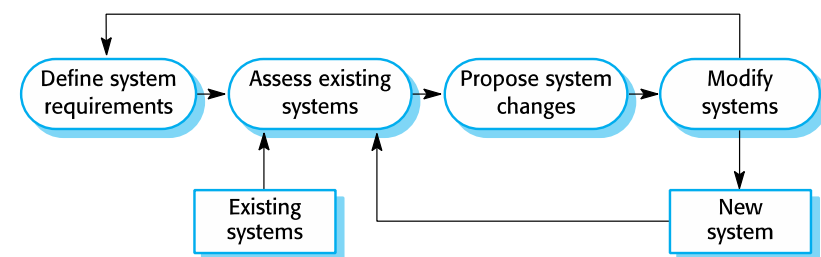 Define system
requirements
Assess existing
systems
Propose system
changes
Modify
systems
Existing
systems
New
system